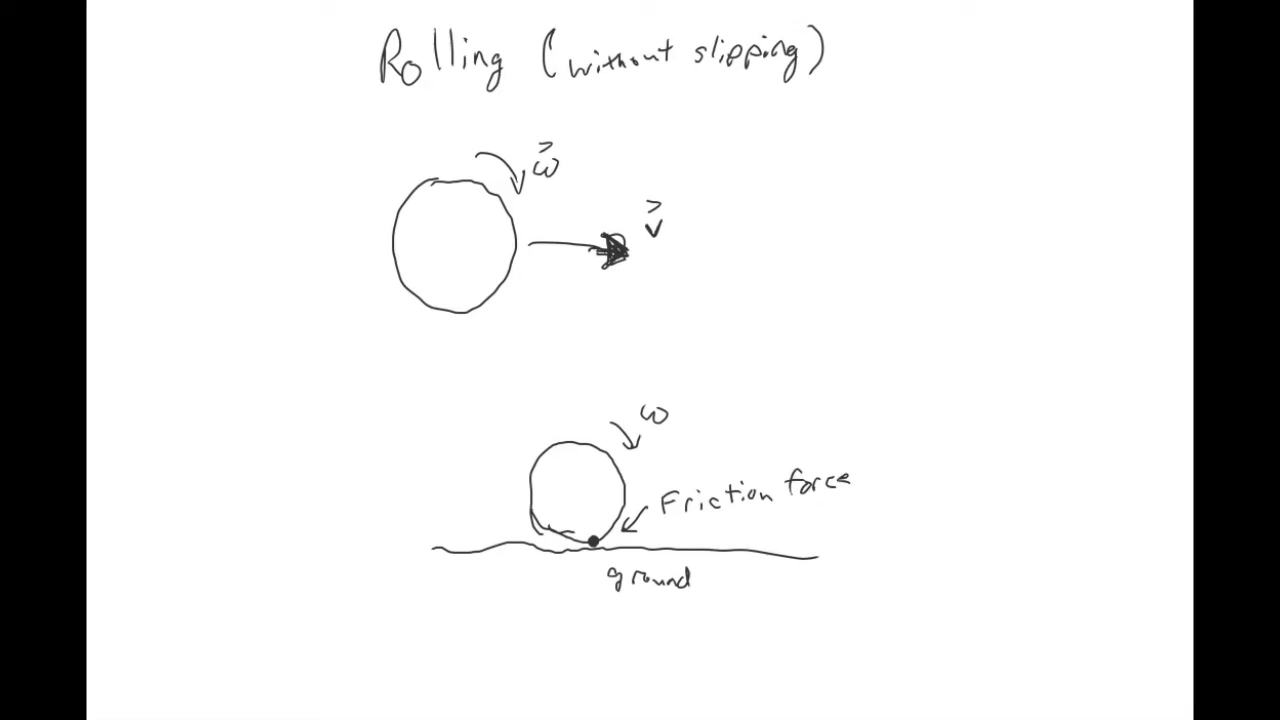 Rolling (without slipping)
ω⃗
v⃗
ω
Friction force
ground